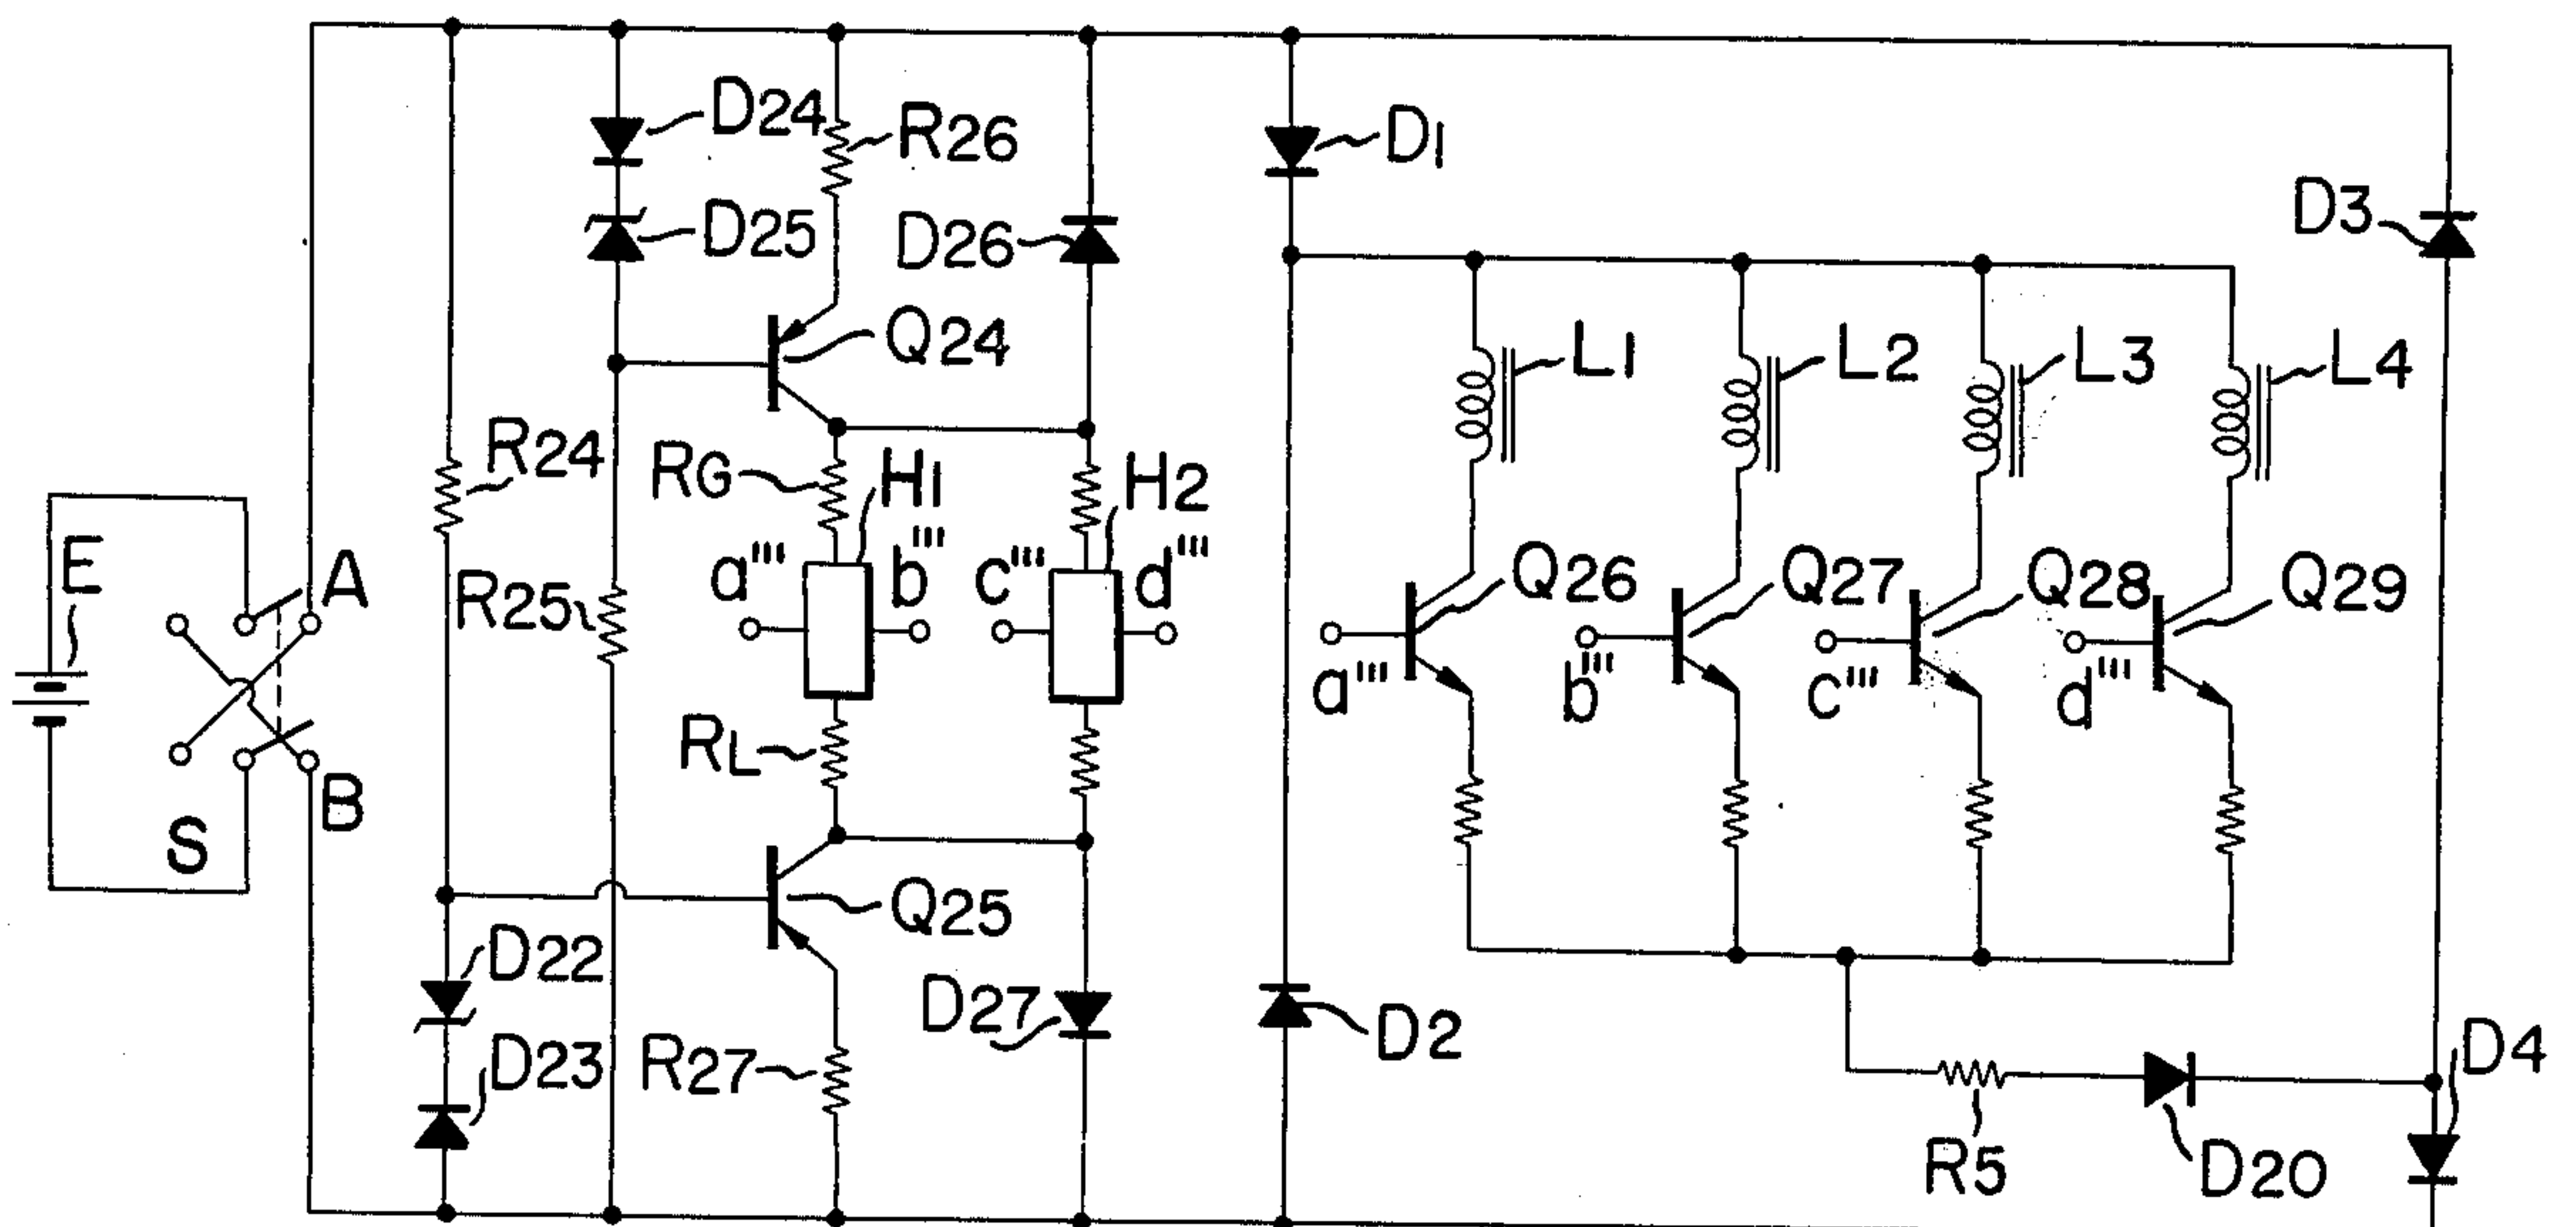 D24
R26
D1
D25
D26
D3
Q24
L1
L2
L3
L4
R24
RG
H1
H2
E
A
a'''
b'''
c'''
d'''
R25
Q26
Q27
Q28
Q29
a'''
b'''
c'''
d'''
RL
B
S
Q25
D22
D27
D2
D23
R27
D4
R5
D20